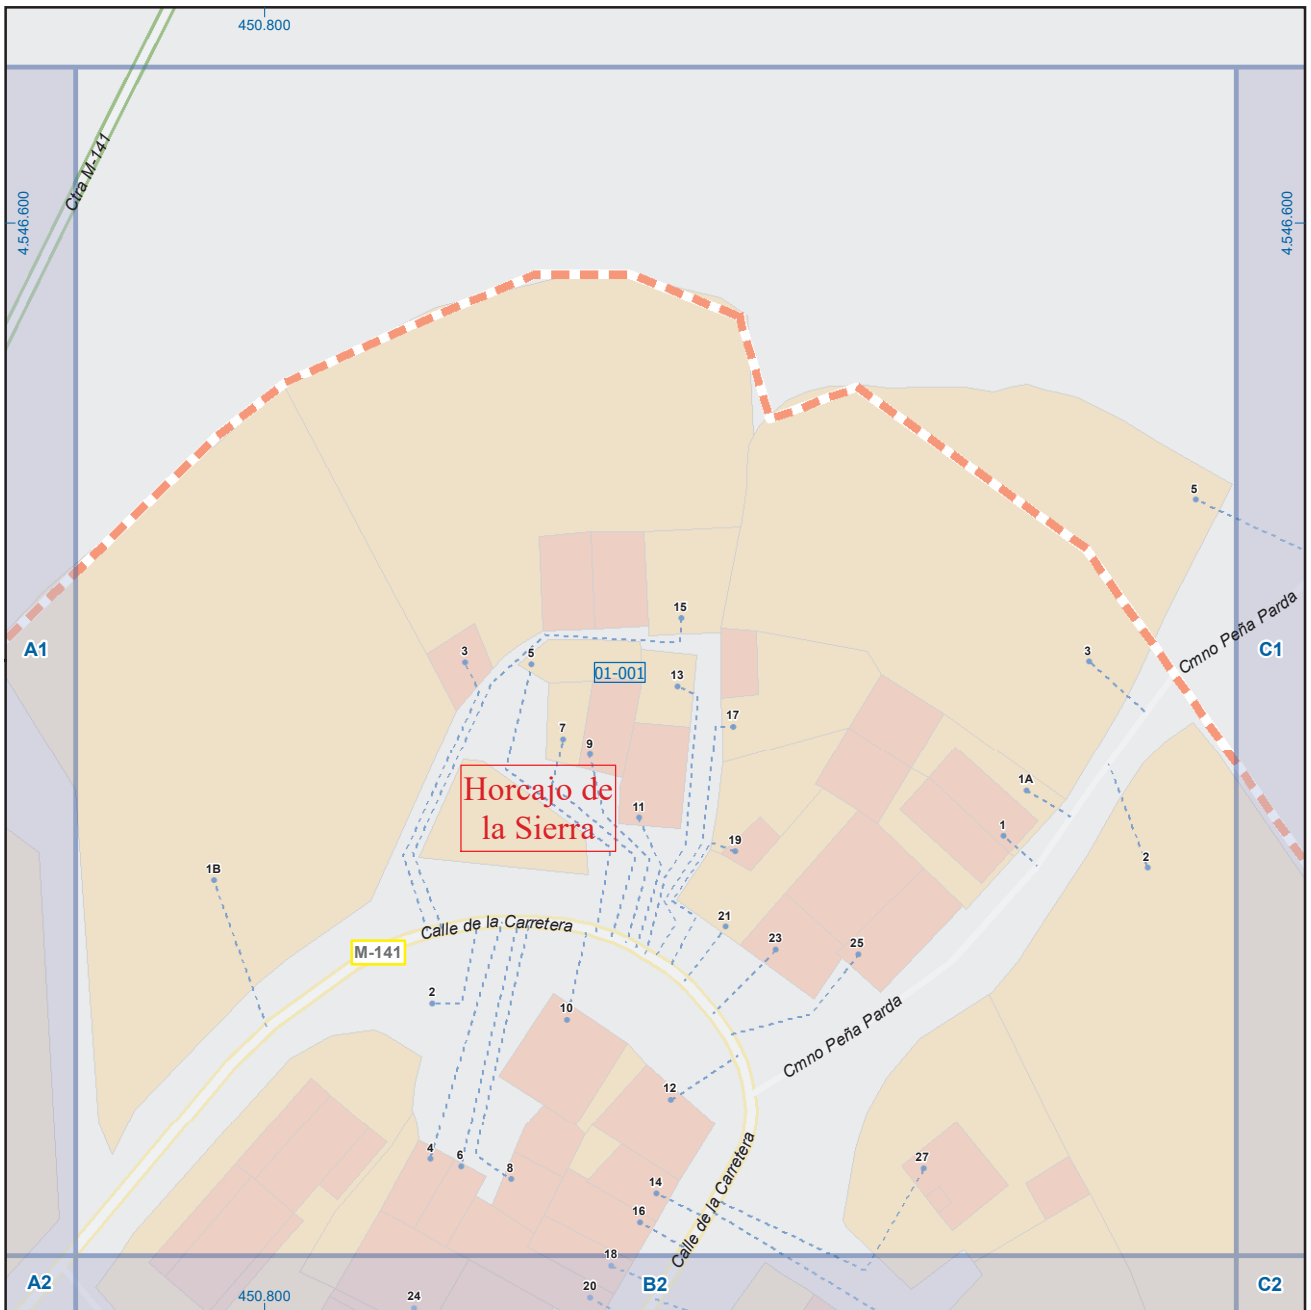 450.800
Ctra M-141
4.546.600
4.546.600
5
15
A1
3
5
01-001
13
3
Cmno Peña Parda
C1
17
7
9
Horcajo de
la Sierra
11
1A
1
19
2
1B
Calle de la Carretera
21
M-141
23
25
2
10
Cmno Peña Parda
12
4
6
8
14
27
16
Calle de la Carretera
18
A2
20
B2
C2
450.800
24